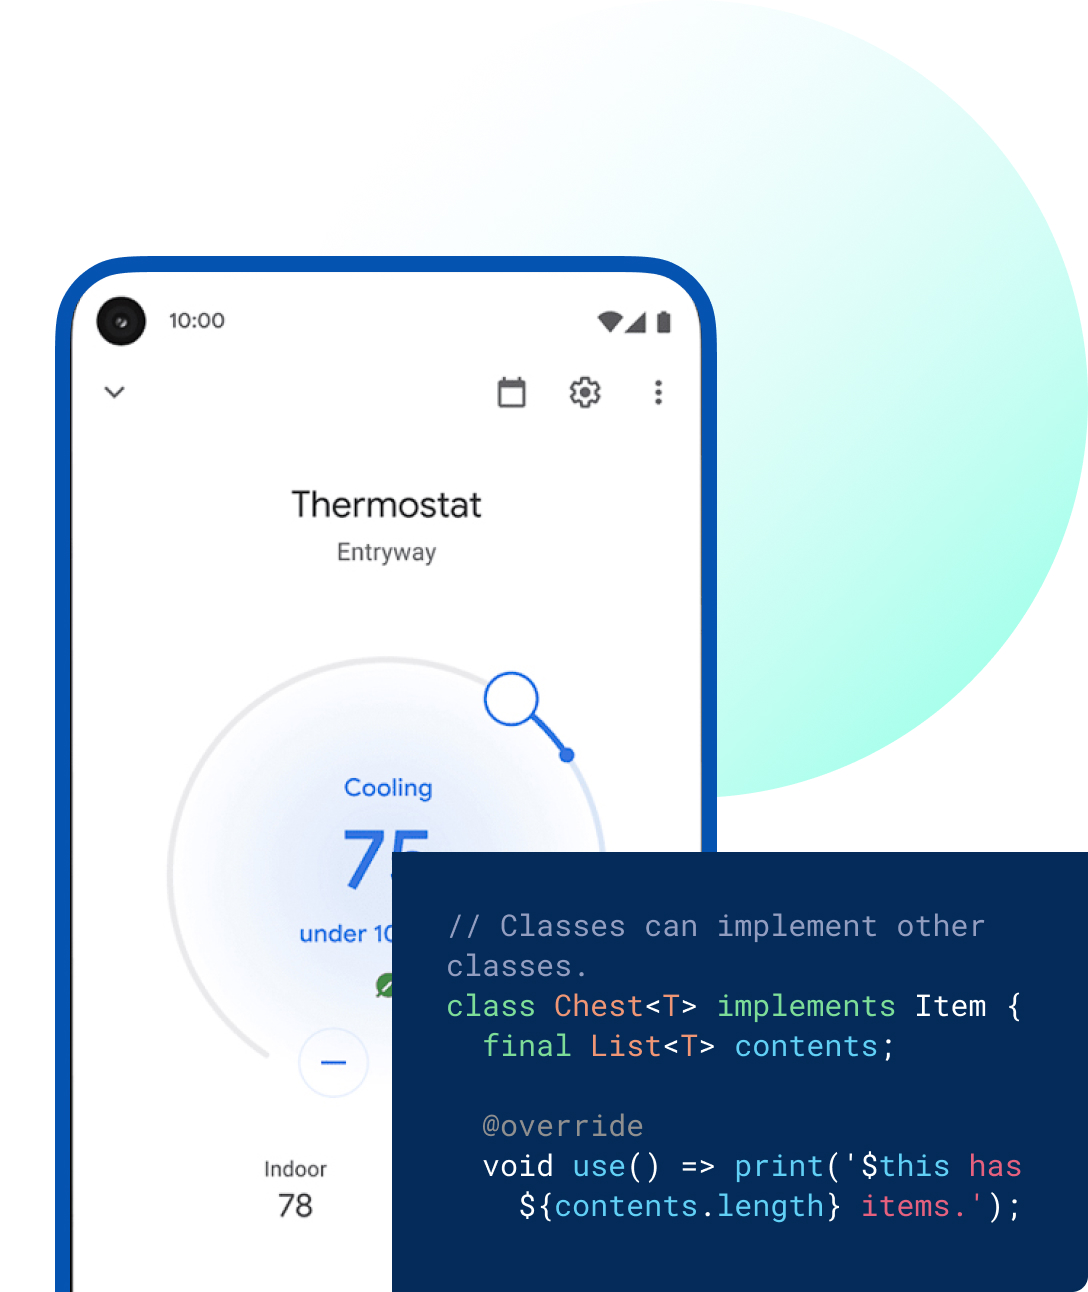 10:00
Thermostat
Entryway
Cooling
75
under 10
// Classes can implement other
classes.
class Chest<T> implements Item {
  final List<T> contents;
  @override
  void use() => print('$this has
    ${contents.length} items.');
Indoor
78